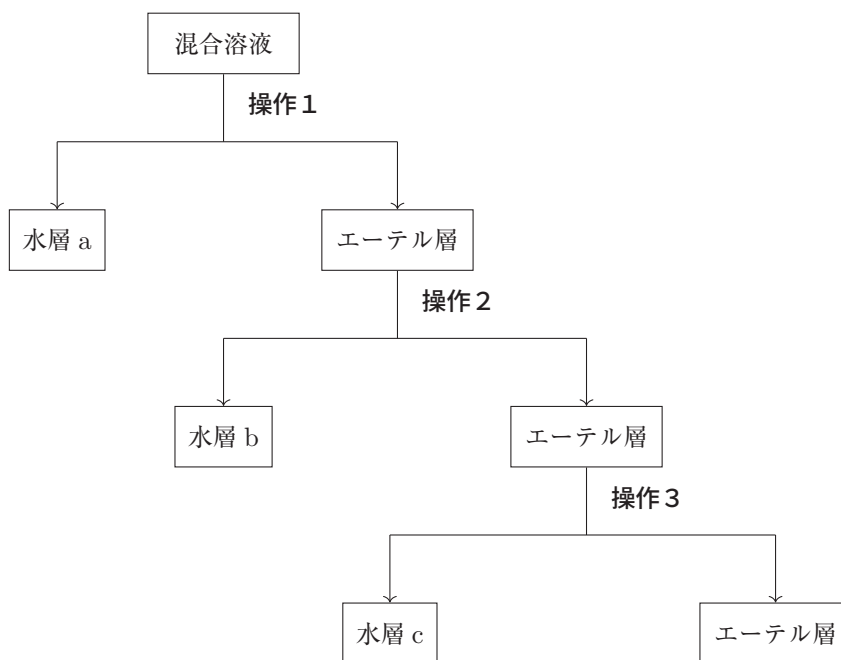 混合溶液
操作1
水層 a
エーテル層
操作2
水層 b
エーテル層
操作3
水層 c
エーテル層